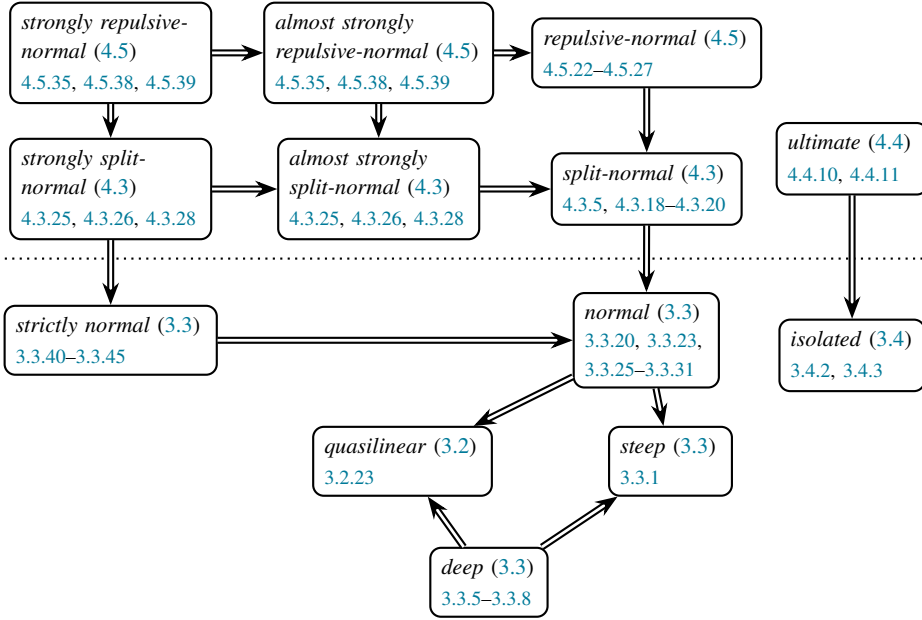 strongly repulsive-
normal (4.5)
4.5.35, 4.5.38, 4.5.39
almost strongly
repulsive-normal (4.5)
4.5.35, 4.5.38, 4.5.39
repulsive-normal (4.5)
4.5.22–4.5.27
strongly split-
normal (4.3)
4.3.25, 4.3.26, 4.3.28
almost strongly
split-normal (4.3)
4.3.25, 4.3.26, 4.3.28
split-normal (4.3)
4.3.5, 4.3.18–4.3.20
ultimate (4.4)
4.4.10, 4.4.11
strictly normal (3.3)
3.3.40–3.3.45
normal (3.3)
3.3.20, 3.3.23,
3.3.25–3.3.31
isolated (3.4)
3.4.2, 3.4.3
quasilinear (3.2)
3.2.23
steep (3.3)
3.3.1
deep (3.3)
3.3.5–3.3.8